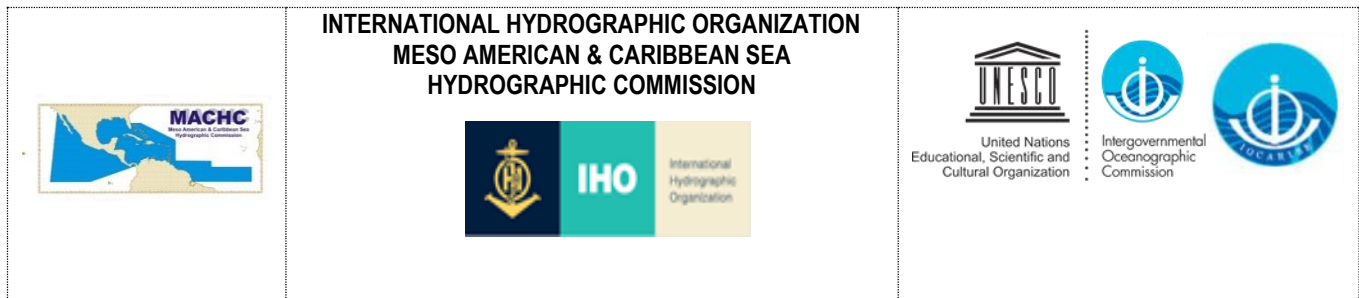 MACHC
Meso American & Caribbean Sea
Hydrographic Commission
INTERNATIONAL HYDROGRAPHIC ORGANIZATION
MESO AMERICAN & CARIBBEAN SEA
HYDROGRAPHIC COMMISSION
IHO
International
Hydrographic
Organization
UNESCO
United Nations
Educational, Scientific and
Cultural Organization
Intergovernmental
Oceanographic
Commission
IOCARIBE